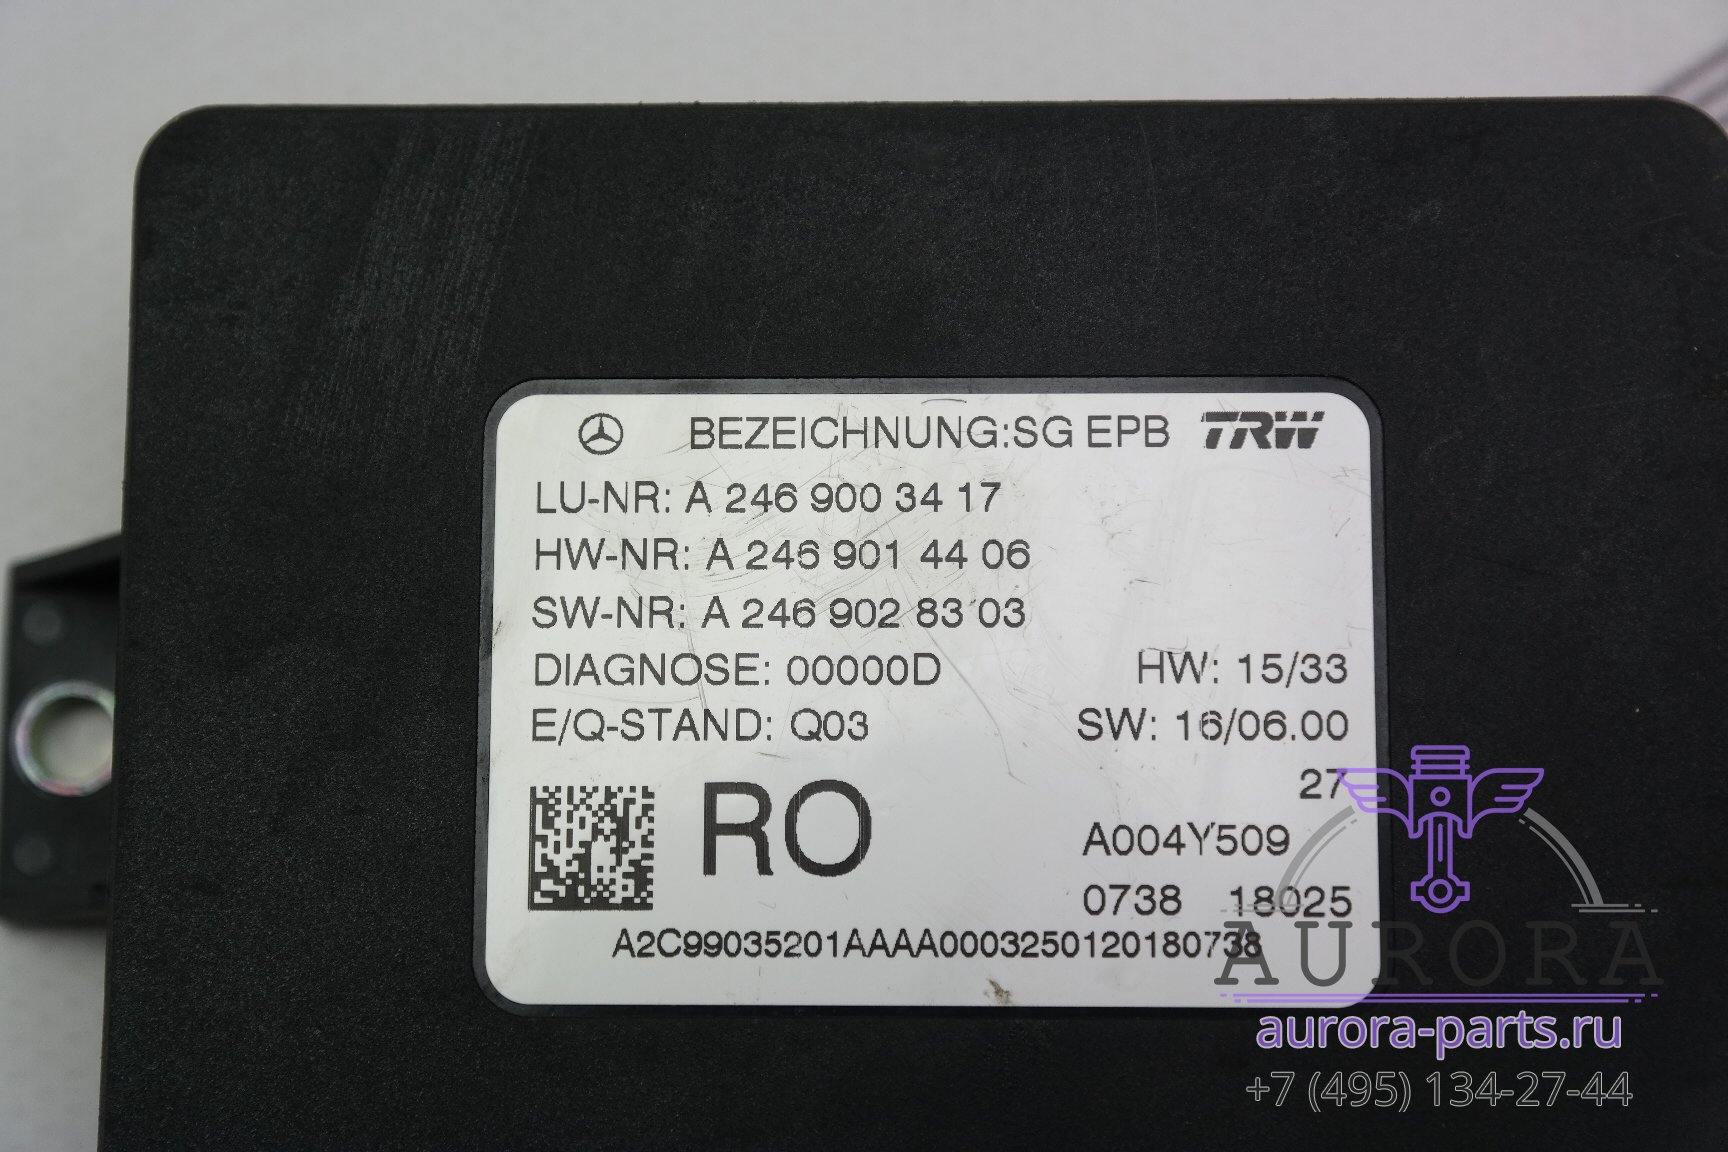 BEZEICHNUNG:SG EPB TRW
LU-NR: A 246 900 34 17
HW-NR: A 246 901 44 06
SW-NR: A 246 902 83 03
DIAGNOSE: 00000D HW: 15/33
E/Q-STAND: Q03 SW: 16/06.00
27
RO A004Y509
0738 18025
A2C99035201AAAA0003250120180738
AURORA
aurora-parts.ru
+7 (495) 134-27-44